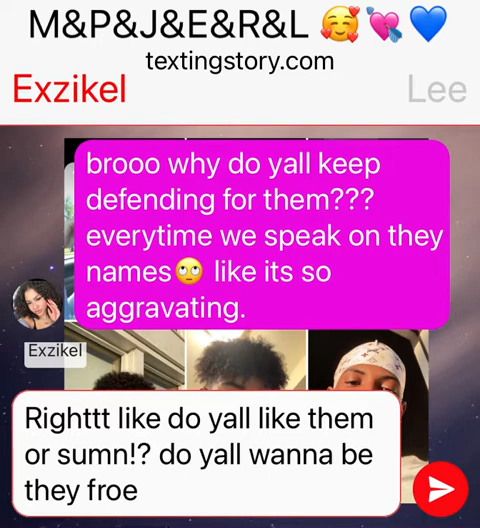 M&P&J&E&R&L 🥰💘💙
textingstory.com
Exzikel
Lee
brooo why do yall keep
defending for them???
everytime we speak on they
names🙄 like its so
aggravating.
Exzikel
Righttt like do yall like them
or sumn!? do yall wanna be
they froe